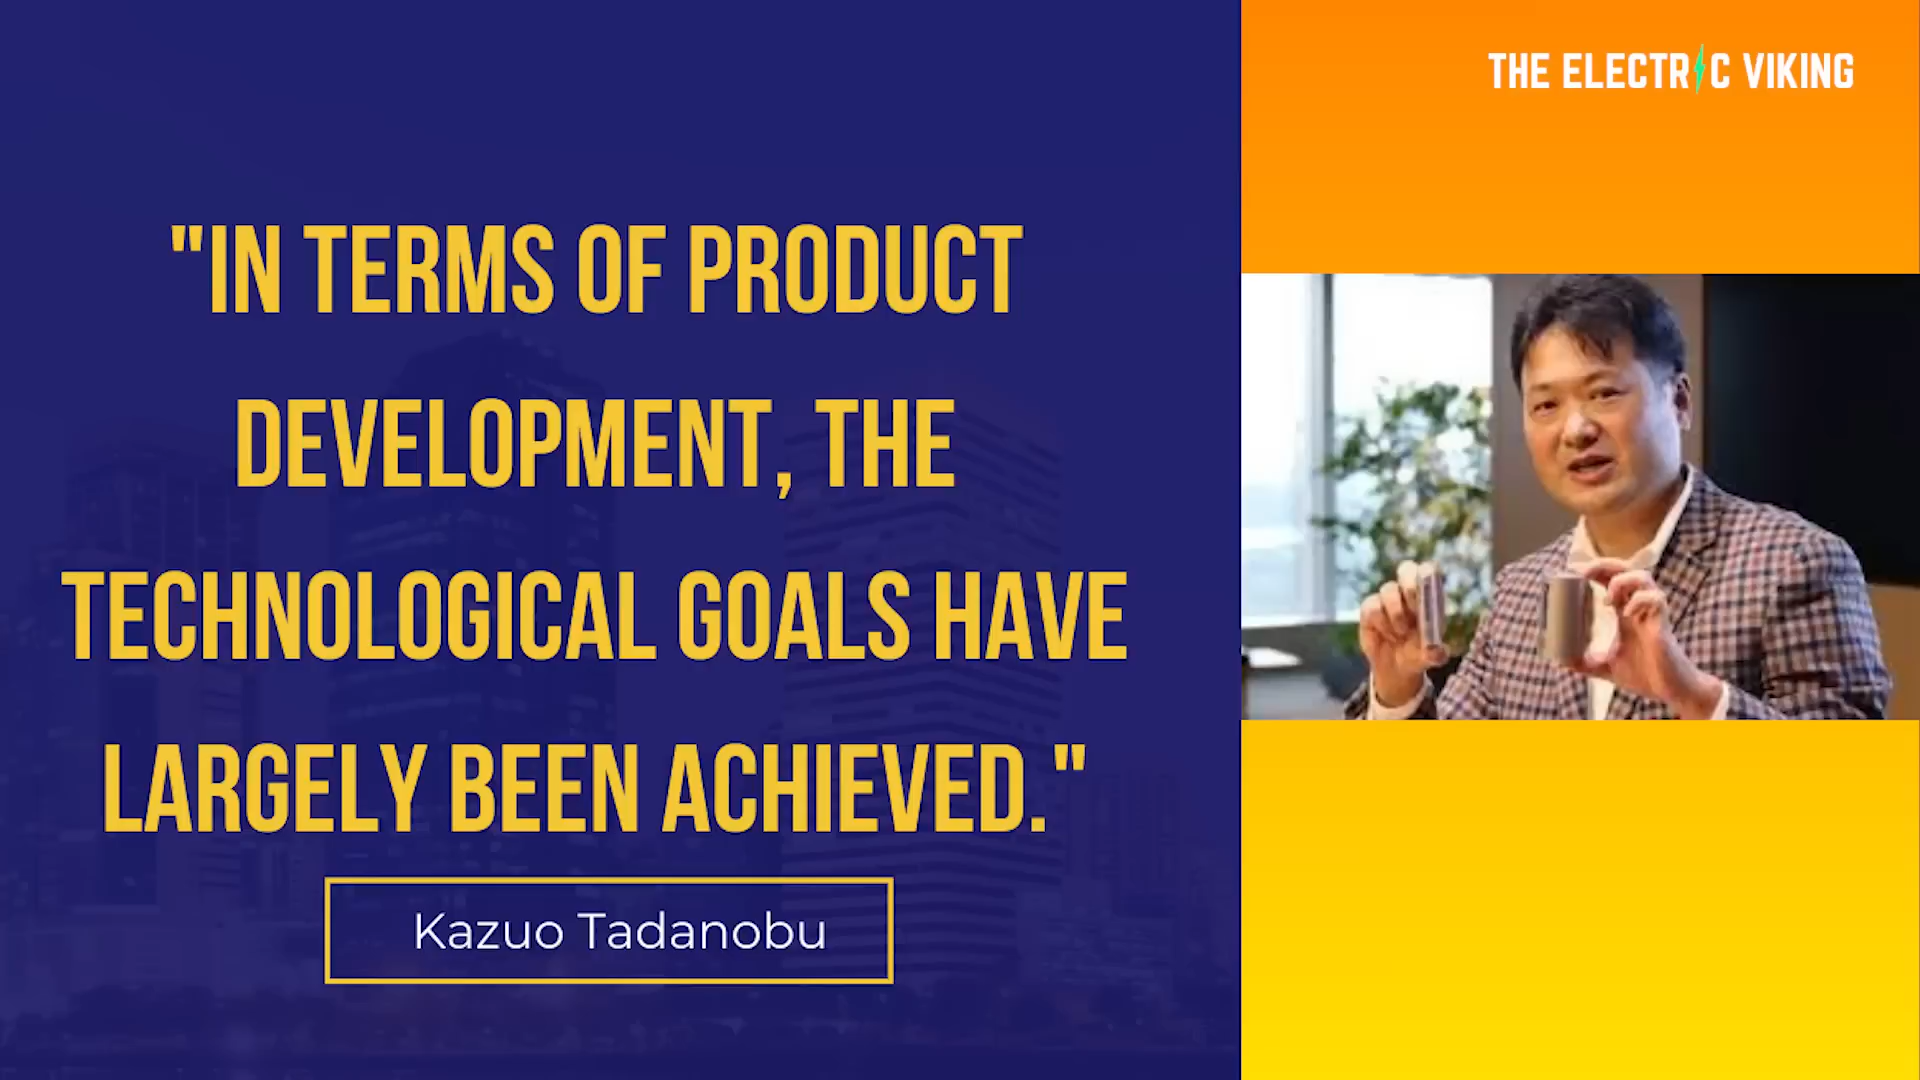 THE ELECTRIC VIKING
"IN TERMS OF PRODUCT
DEVELOPMENT, THE
TECHNOLOGICAL GOALS HAVE
LARGELY BEEN ACHIEVED."
Kazuo Tadanobu